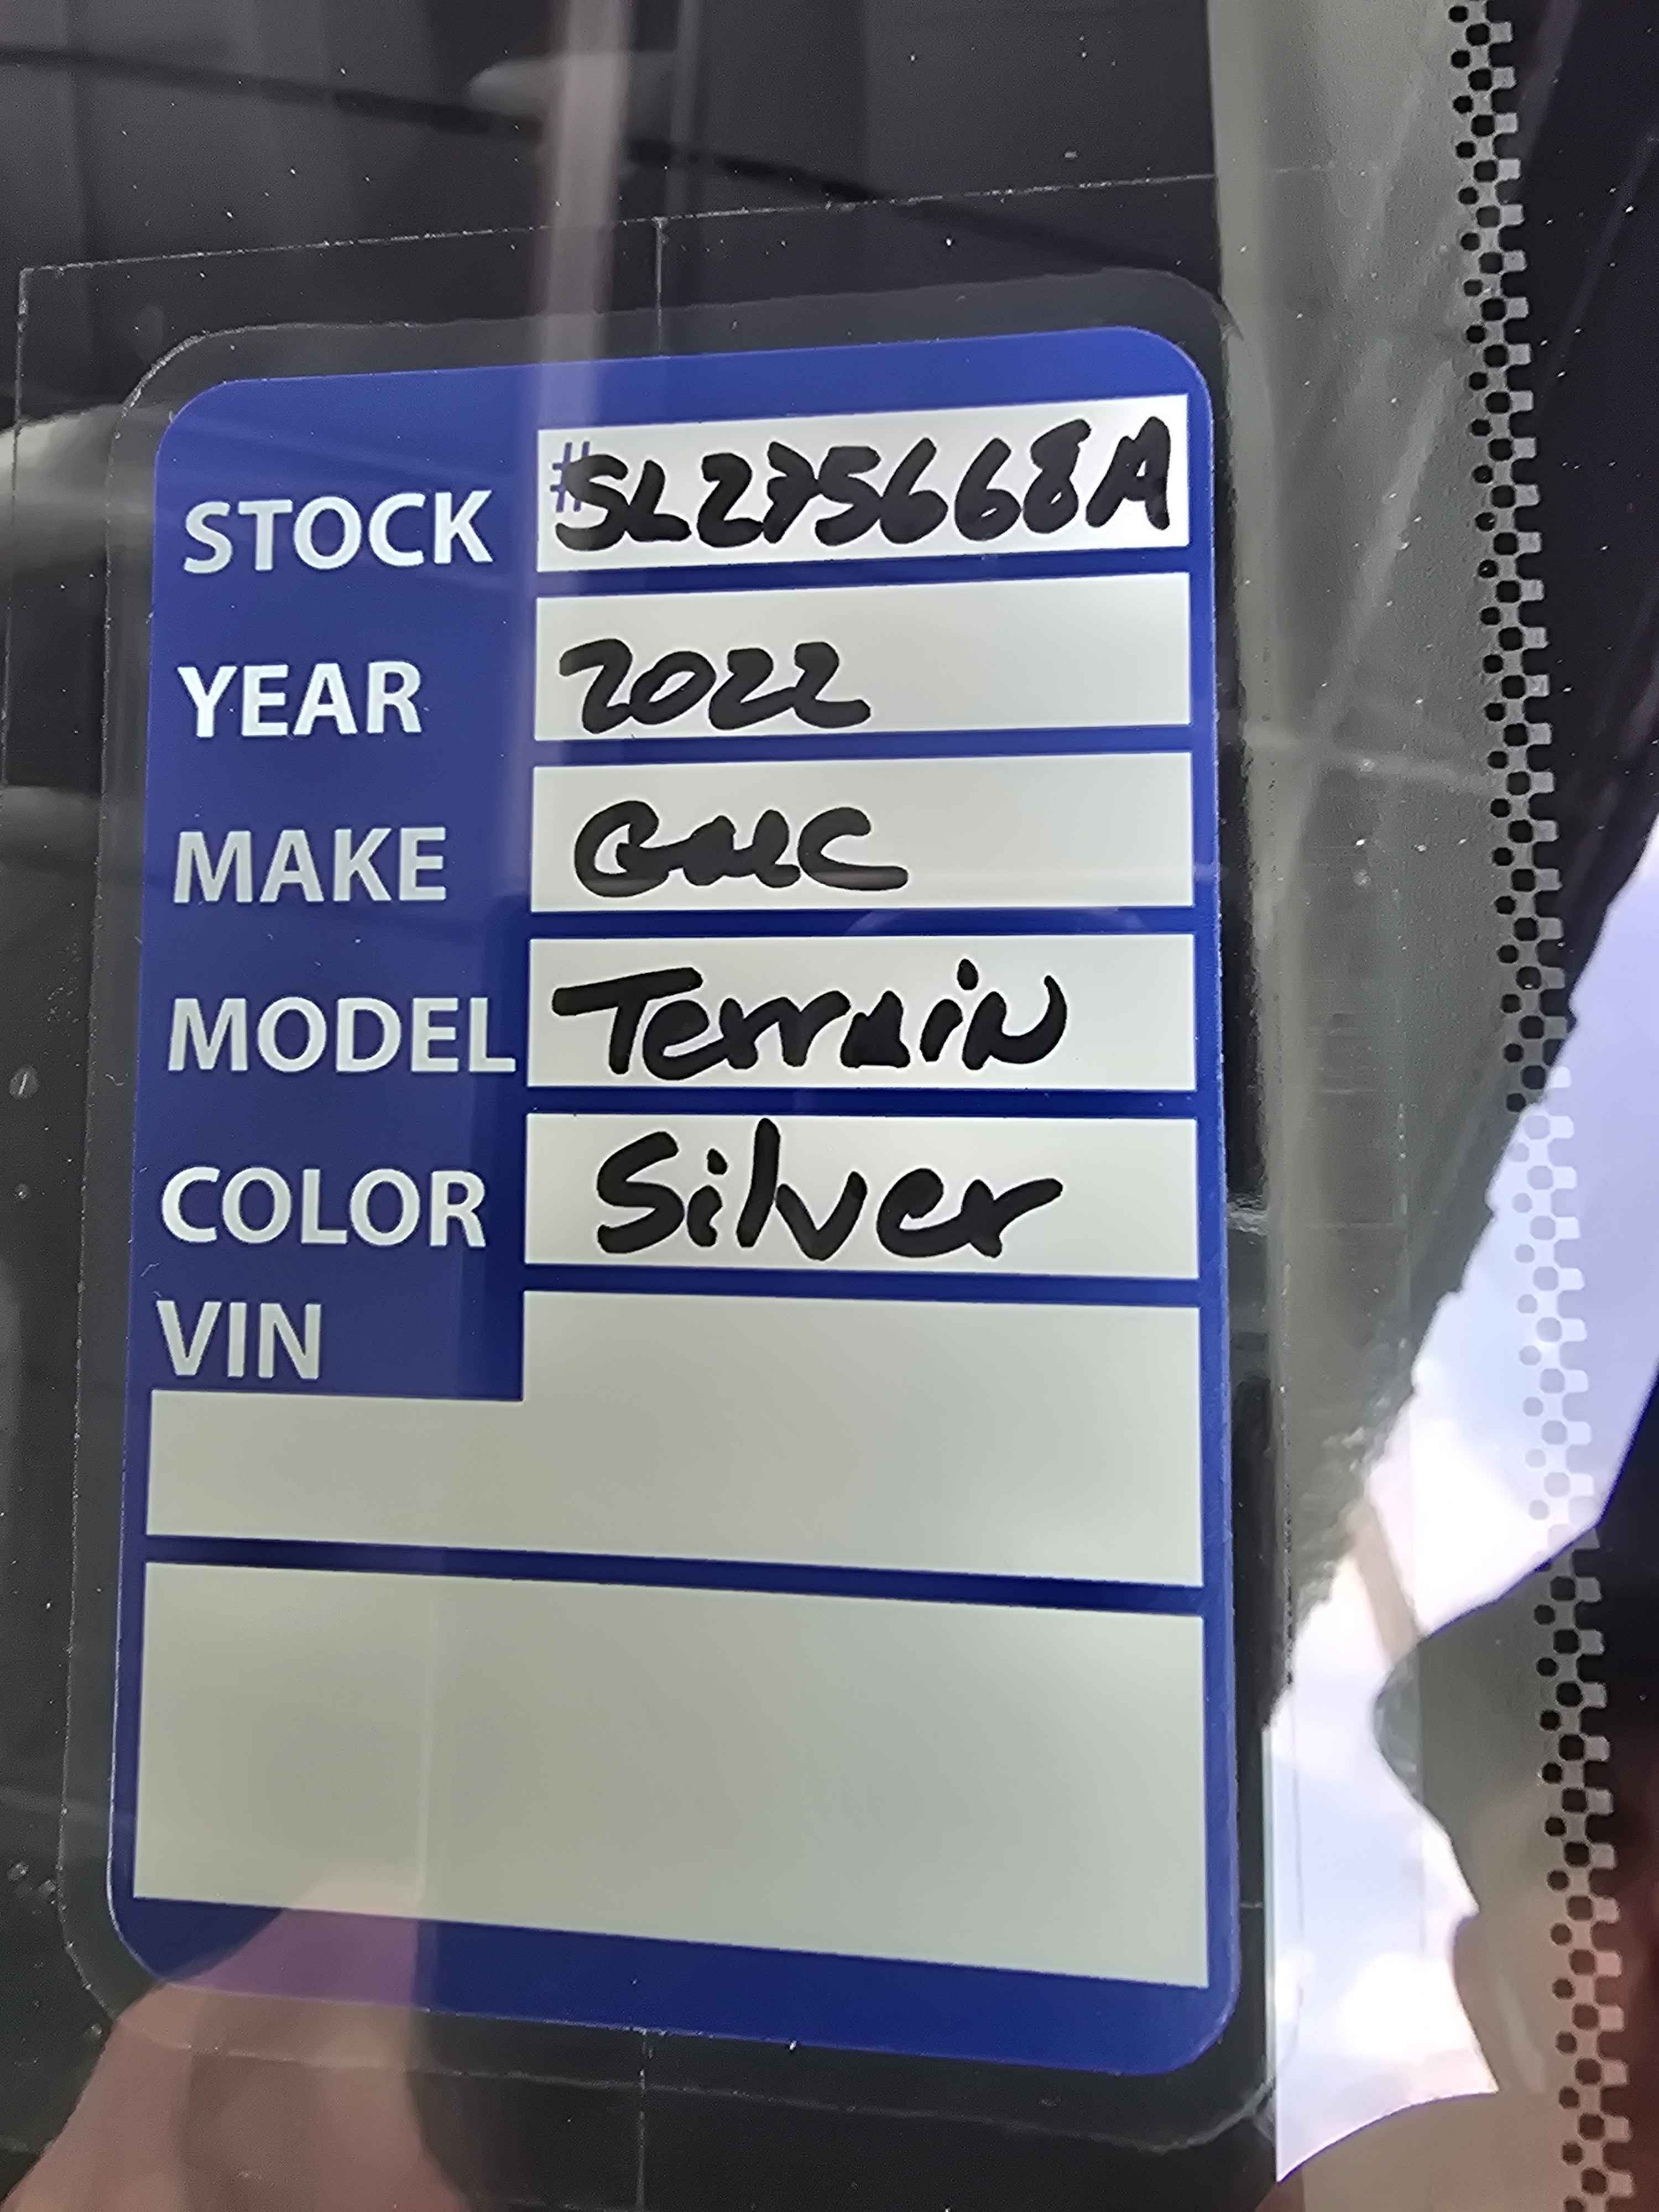 STOCK #SL275668A
YEAR 2022
MAKE GMC
MODEL Terrain
COLOR Silver
VIN